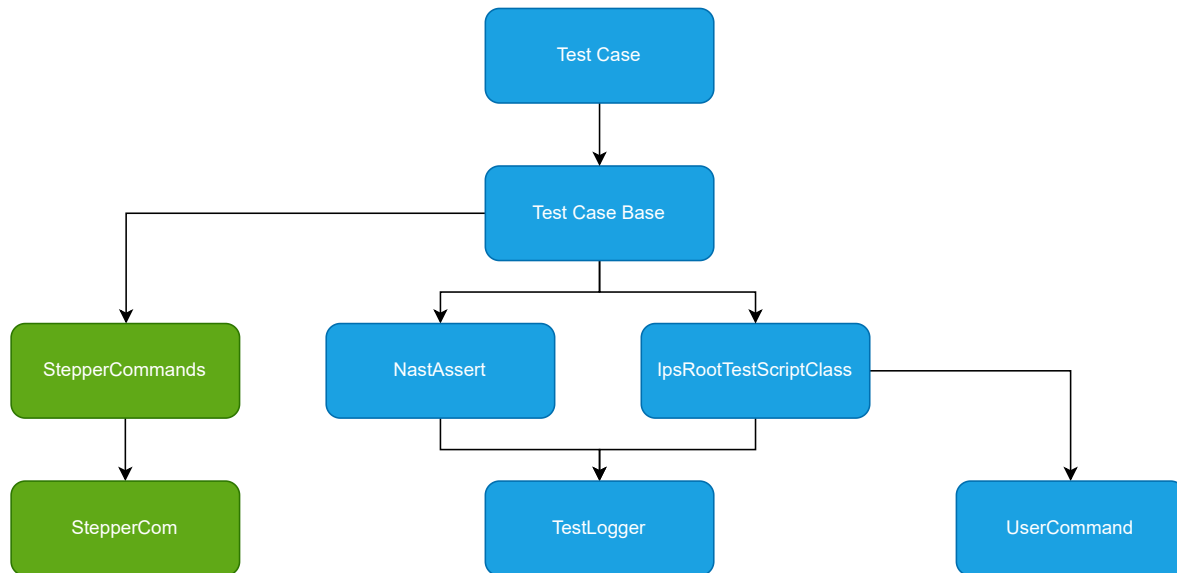 Test Case
Test Case Base
StepperCommands
NastAssert
IpsRootTestScriptClass
StepperCom
TestLogger
UserCommand